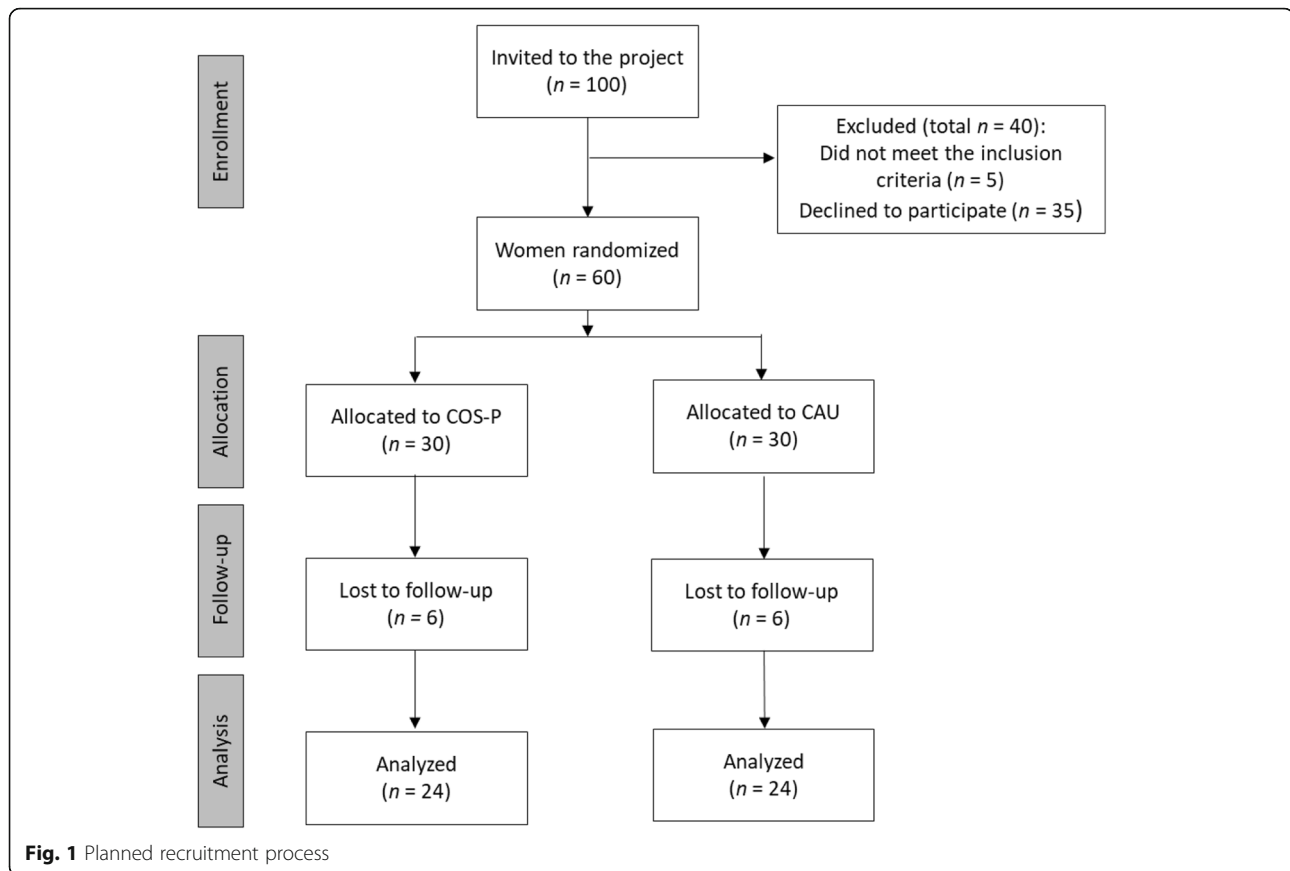 Enrollment
Invited to the project
(n = 100)
Excluded (total n = 40):
Did not meet the inclusion
criteria (n = 5)
Declined to participate (n = 35)
Women randomized
(n = 60)
Allocation
Allocated to COS-P
(n = 30)
Allocated to CAU
(n = 30)
Follow-up
Lost to follow-up
(n = 6)
Lost to follow-up
(n = 6)
Analysis
Analyzed
(n = 24)
Analyzed
(n = 24)
Fig. 1 Planned recruitment process